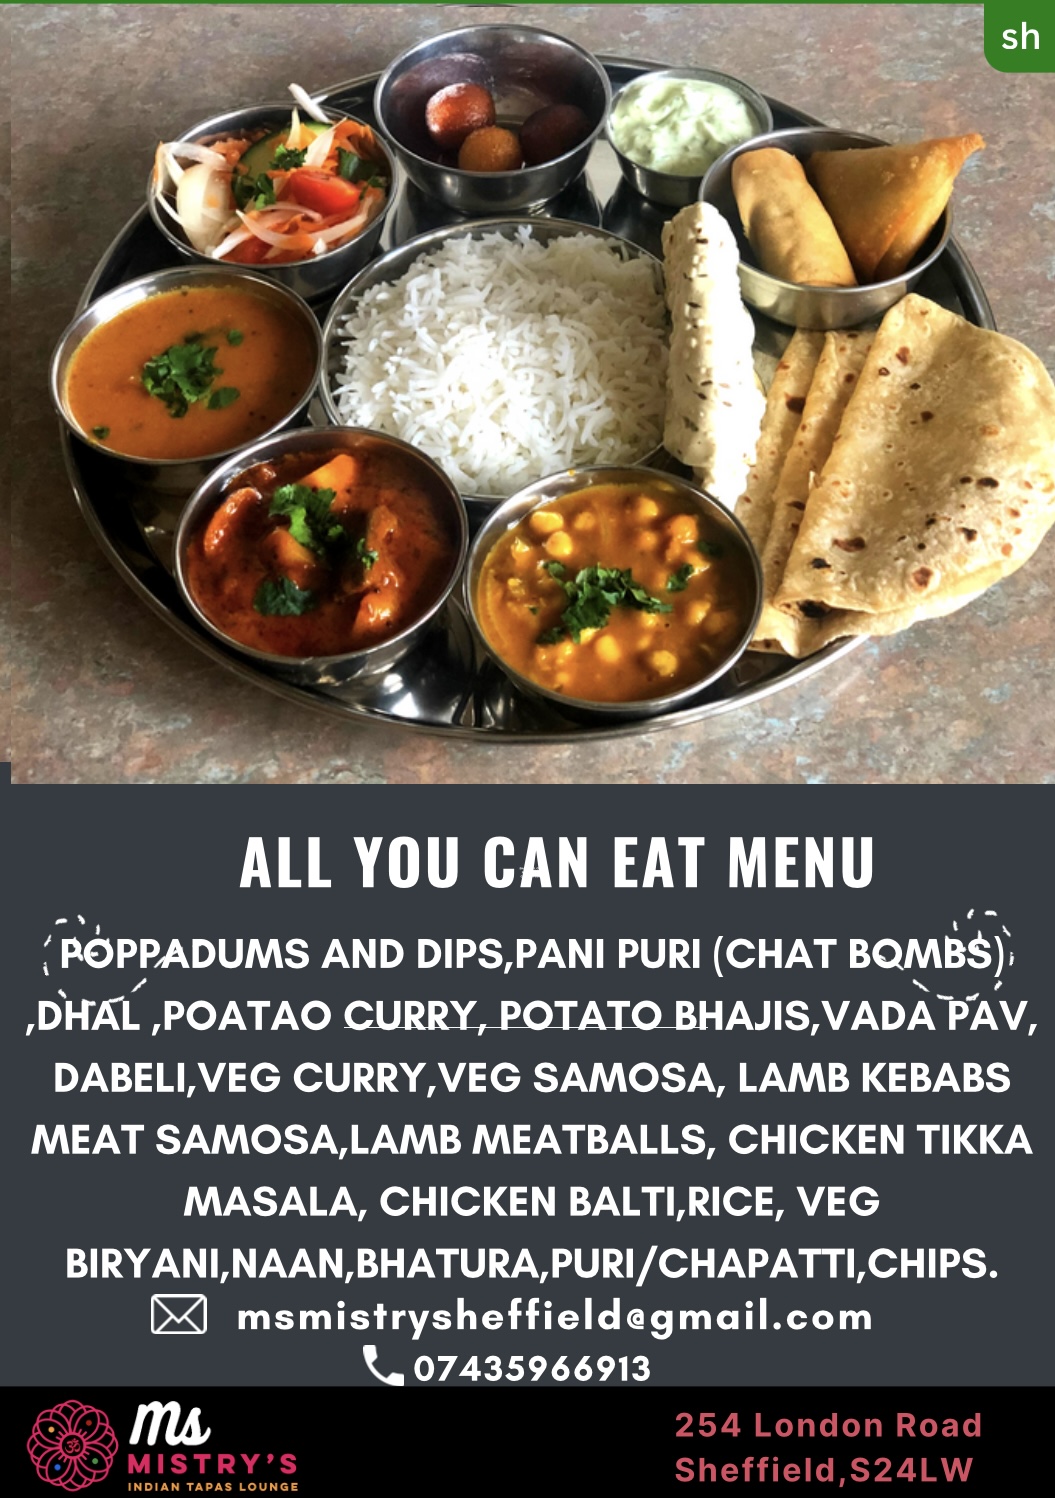 sh
ALL YOU CAN EAT MENU
POPPADUMS AND DIPS,PANI PURI (CHAT BOMBS)
,DHAL ,POATAO CURRY, POTATO BHAJIS,VADA PAV,
DABELI,VEG CURRY,VEG SAMOSA, LAMB KEBABS
MEAT SAMOSA,LAMB MEATBALLS, CHICKEN TIKKA
MASALA, CHICKEN BALTI,RICE, VEG
BIRYANI,NAAN,BHATURA,PURI/CHAPATTI,CHIPS.
msmistrysheffield@gmail.com
07435966913
Ms
MISTRY'S
INDIAN TAPAS LOUNGE
254 London Road
Sheffield,S24LW